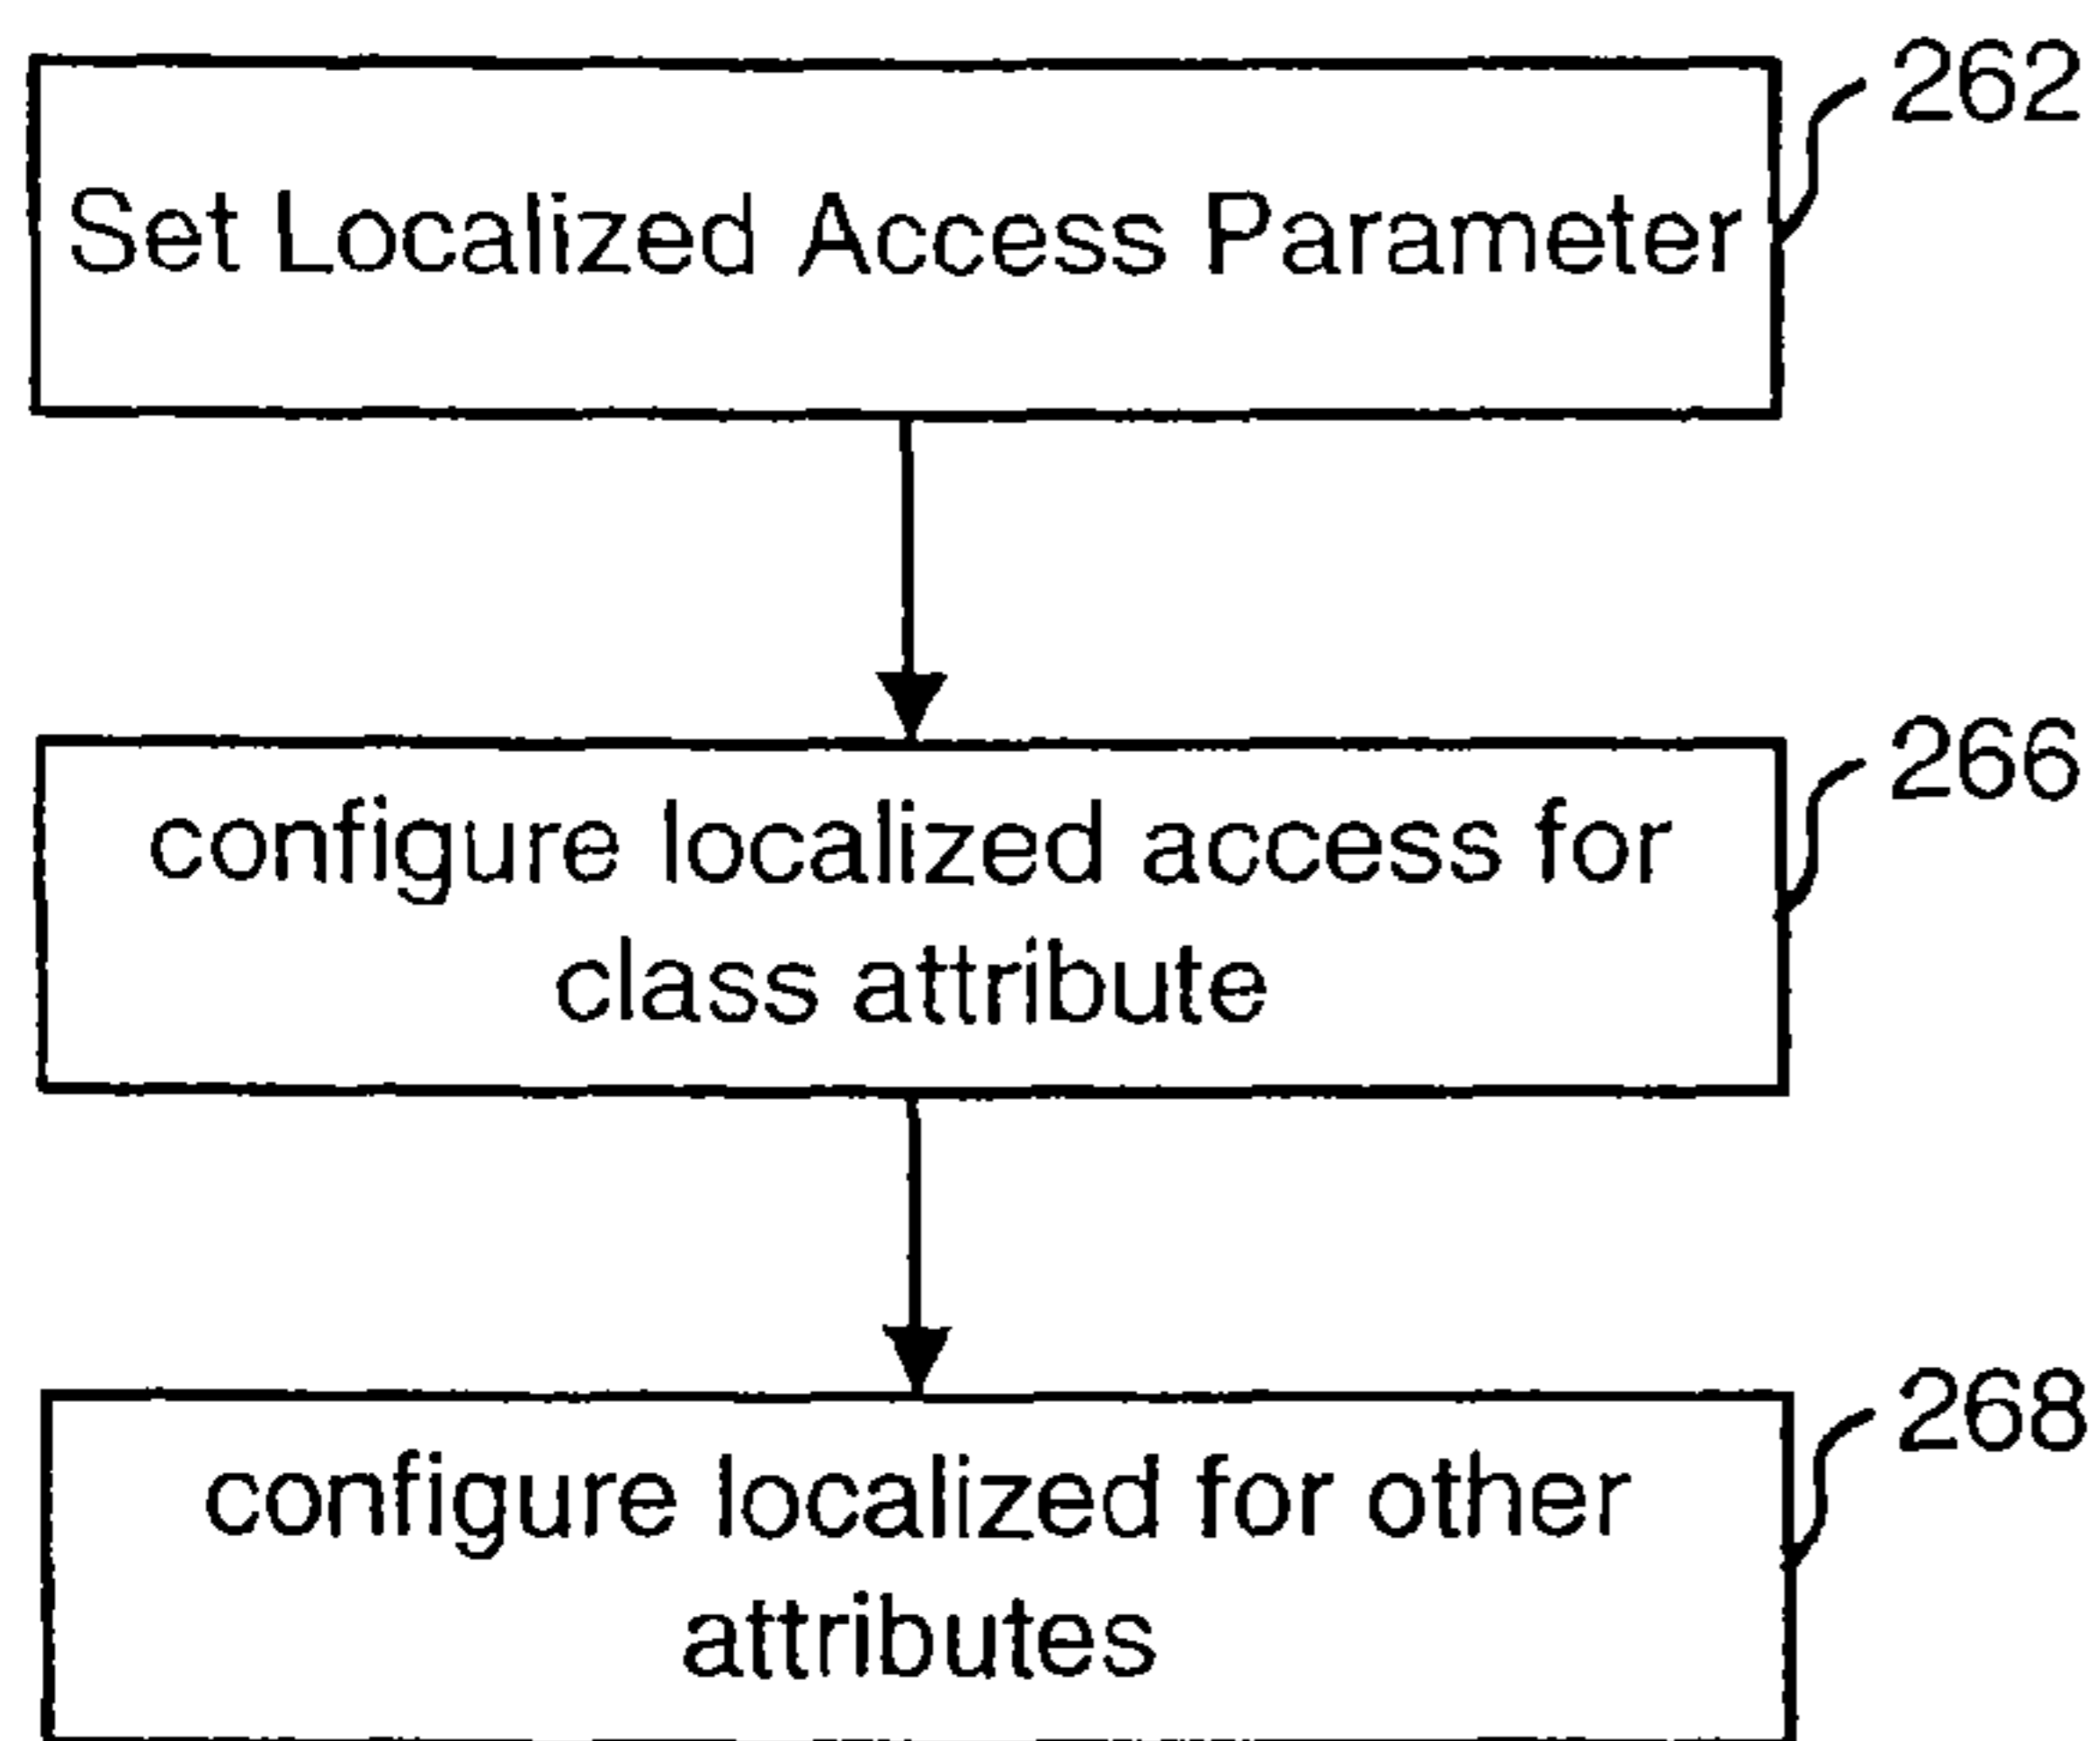 262
Set Localized Access Parameter
266
configure localized access for
class attribute
268
configure localized for other
attributes